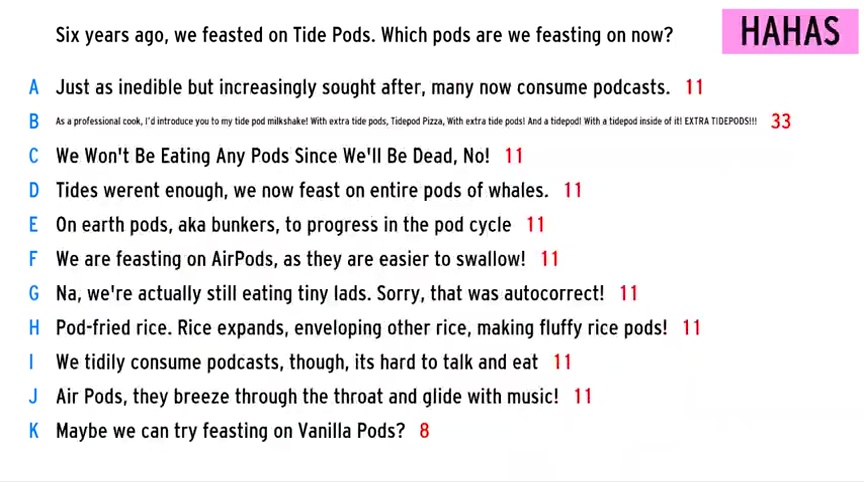 Six years ago, we feasted on Tide Pods. Which pods are we feasting on now?
HAHAS
A Just as inedible but increasingly sought after, many now consume podcasts. 11
B As a professional cook, I'd introduce you to my tide pod milkshake! With extra tide pods, Tidepod Pizza, With extra tide pods! And a tidepod! With a tidepod inside of it! EXTRA TIDEPODS!!! 33
C We Won't Be Eating Any Pods Since We'll Be Dead, No! 11
D Tides werent enough, we now feast on entire pods of whales. 11
E On earth pods, aka bunkers, to progress in the pod cycle 11
F We are feasting on AirPods, as they are easier to swallow! 11
G Na, we're actually still eating tiny lads. Sorry, that was autocorrect! 11
H Pod-fried rice. Rice expands, enveloping other rice, making fluffy rice pods! 11
I We tidily consume podcasts, though, its hard to talk and eat 11
J Air Pods, they breeze through the throat and glide with music! 11
K Maybe we can try feasting on Vanilla Pods? 8